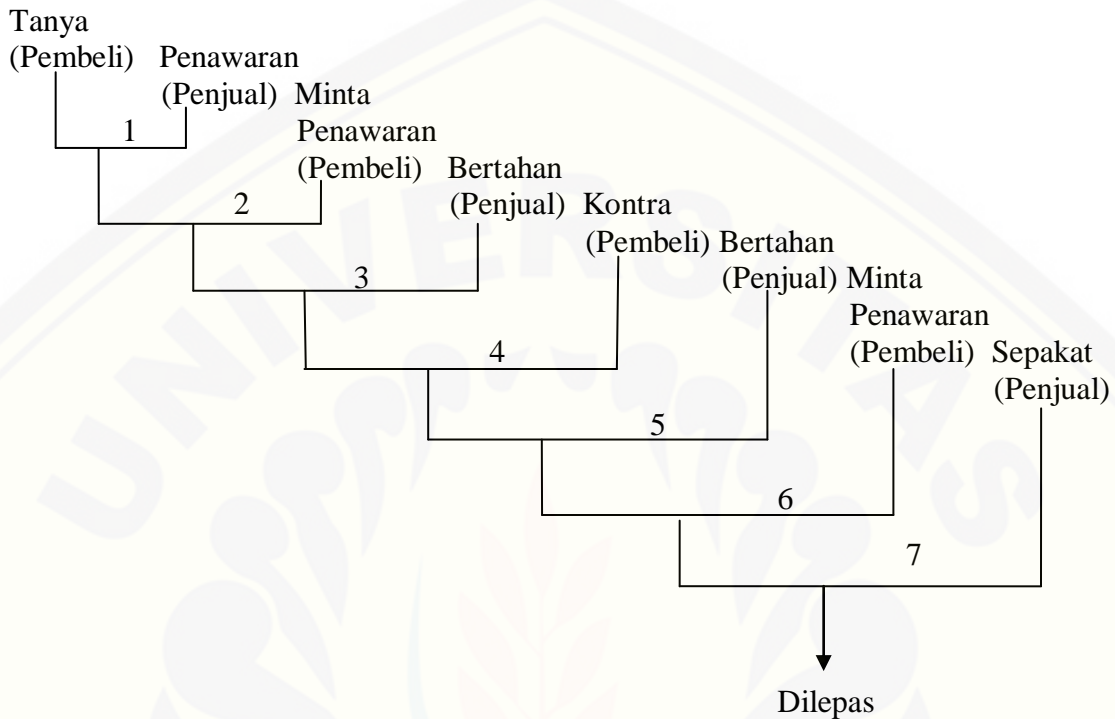 Tanya
(Pembeli)
Penawaran
(Penjual)
Minta
Penawaran
(Pembeli)
Bertahan
(Penjual)
Kontra
(Pembeli)
Bertahan
(Penjual)
Minta
Penawaran
(Pembeli)
Sepakat
(Penjual)
1
2
3
4
5
6
7
Dilepas
UNIVERSITAS